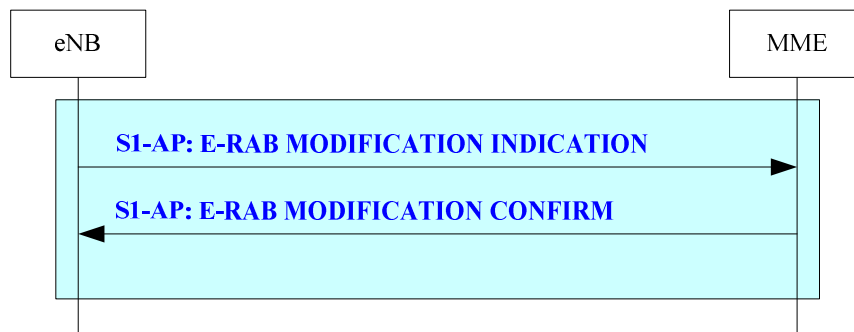 eNB
MME
S1-AP: E-RAB MODIFICATION INDICATION
S1-AP: E-RAB MODIFICATION CONFIRM